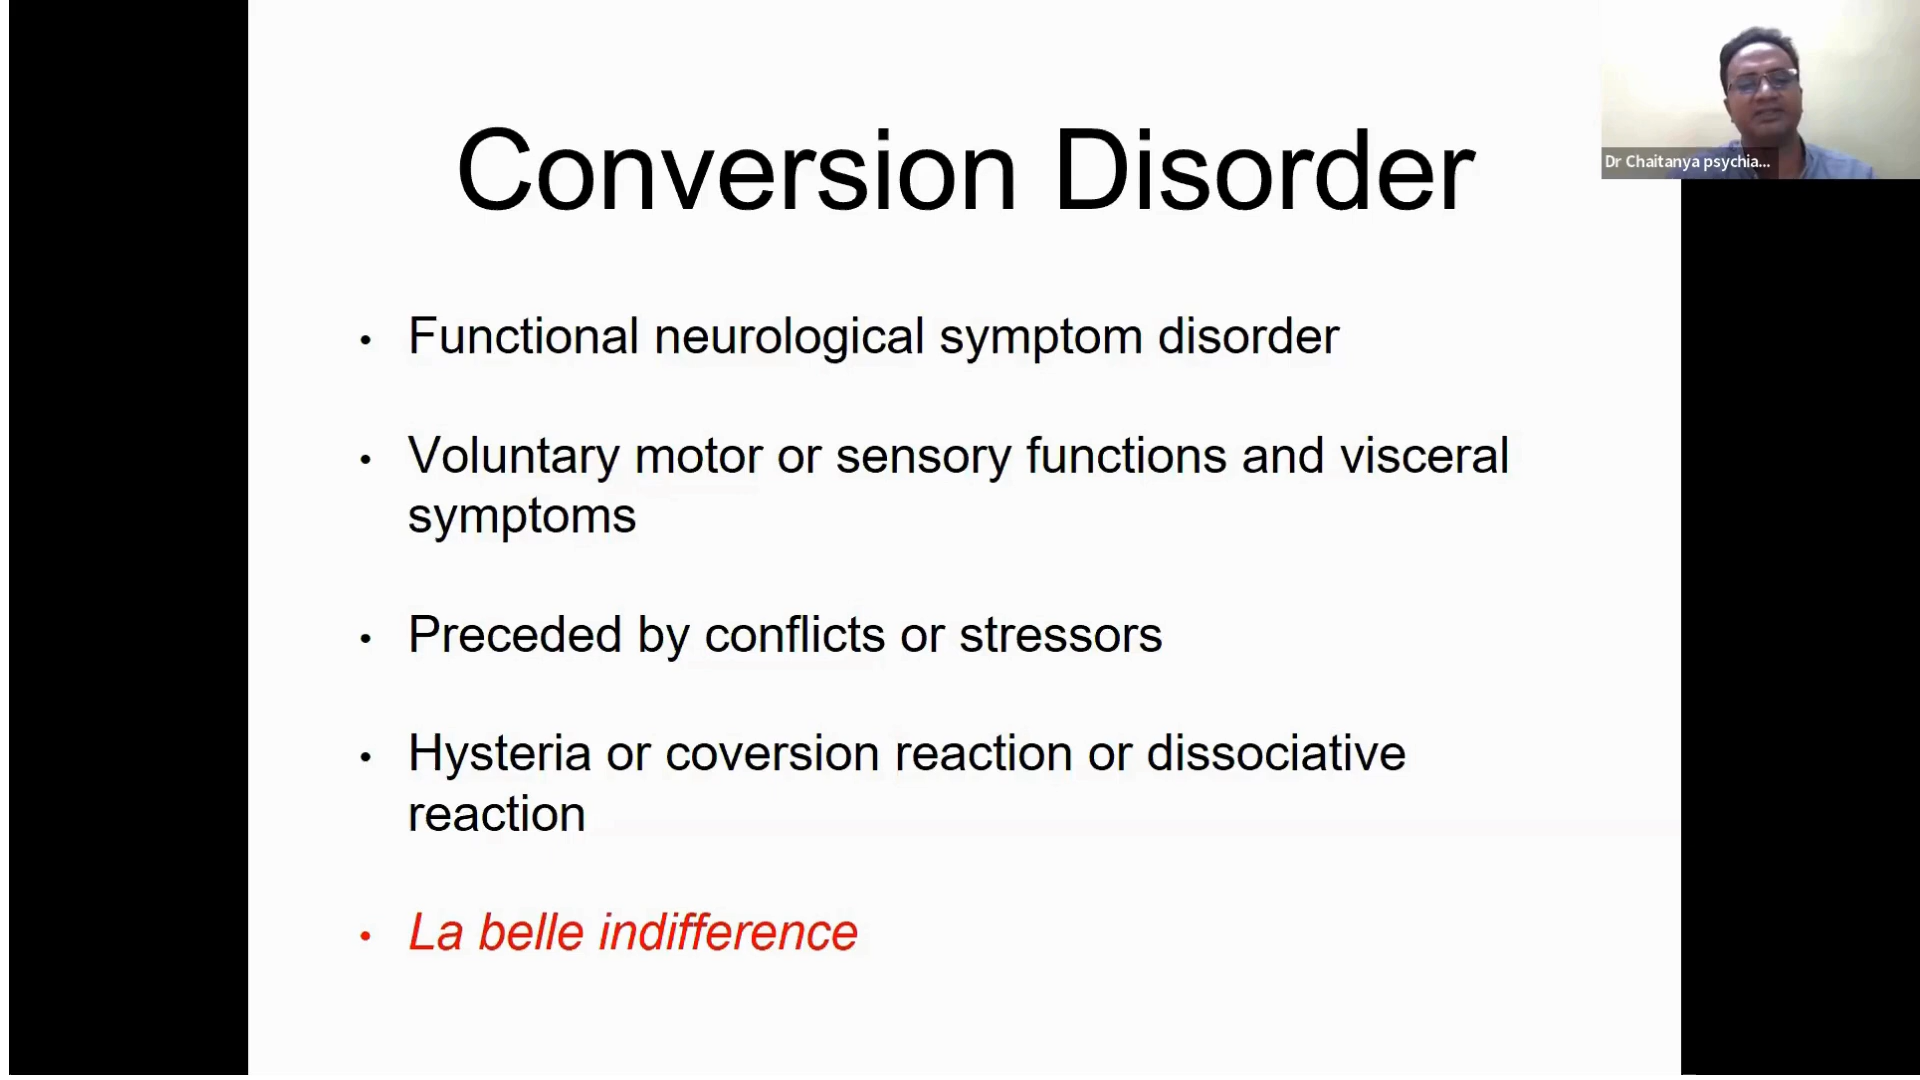 Conversion Disorder
Dr Chaitanya psychia...
• Functional neurological symptom disorder
• Voluntary motor or sensory functions and visceral
symptoms
• Preceded by conflicts or stressors
• Hysteria or coversion reaction or dissociative
reaction
• La belle indifference